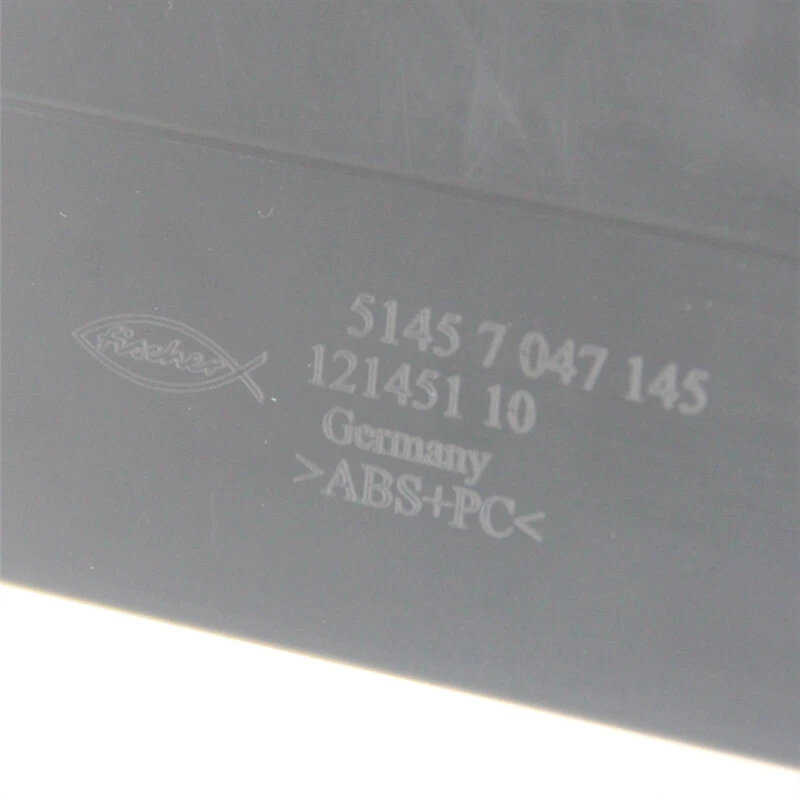 fischer
5145 7 047 145
121451 10
Germany
>ABS+PC<